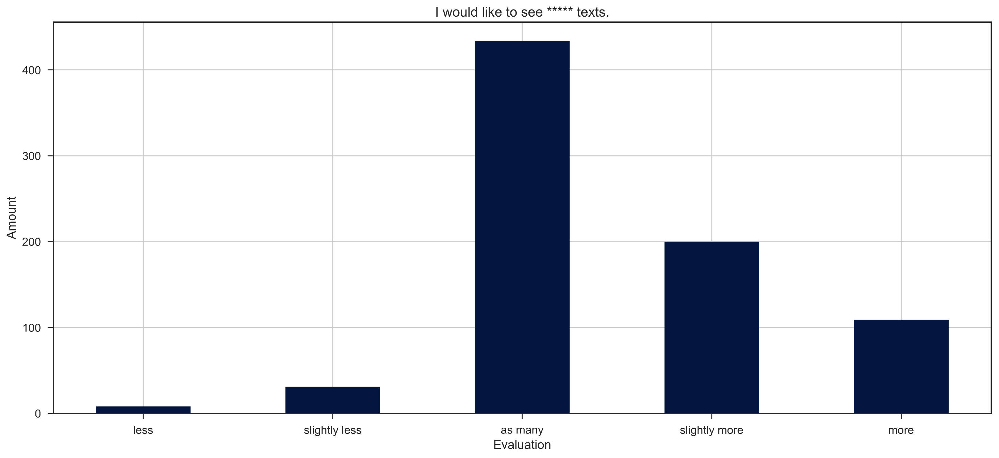 I would like to see ***** texts.
400
300
200
100
0
Amount
less
slightly less
as many
slightly more
more
Evaluation